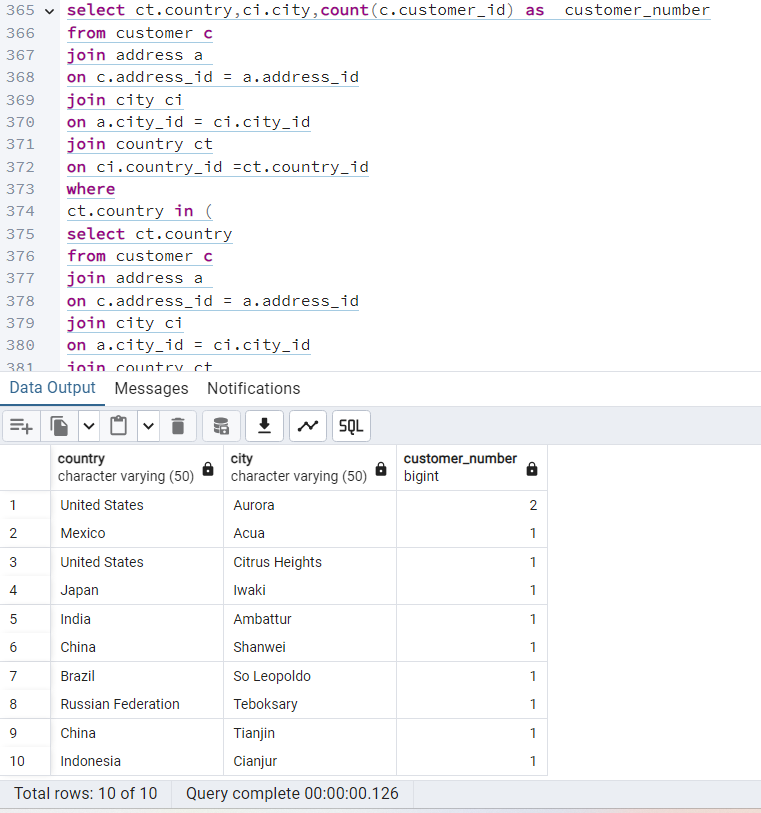 365 select ct.country,ci.city,count(c.customer_id) as  customer_number
366 from customer c
367 join address a
368 on c.address_id = a.address_id
369 join city ci
370 on a.city_id = ci.city_id
371 join country ct
372 on ci.country_id =ct.country_id
373 where
374 ct.country in (
375 select ct.country
376 from customer c
377 join address a
378 on c.address_id = a.address_id
379 join city ci
380 on a.city_id = ci.city_id
381 join country ct
Data Output Messages Notifications
SQL
country city customer_number
character varying (50) character varying (50) bigint
1 United States Aurora 2
2 Mexico Acua 1
3 United States Citrus Heights 1
4 Japan Iwaki 1
5 India Ambattur 1
6 China Shanwei 1
7 Brazil So Leopoldo 1
8 Russian Federation Teboksary 1
9 China Tianjin 1
10 Indonesia Cianjur 1
Total rows: 10 of 10 Query complete 00:00:00.126